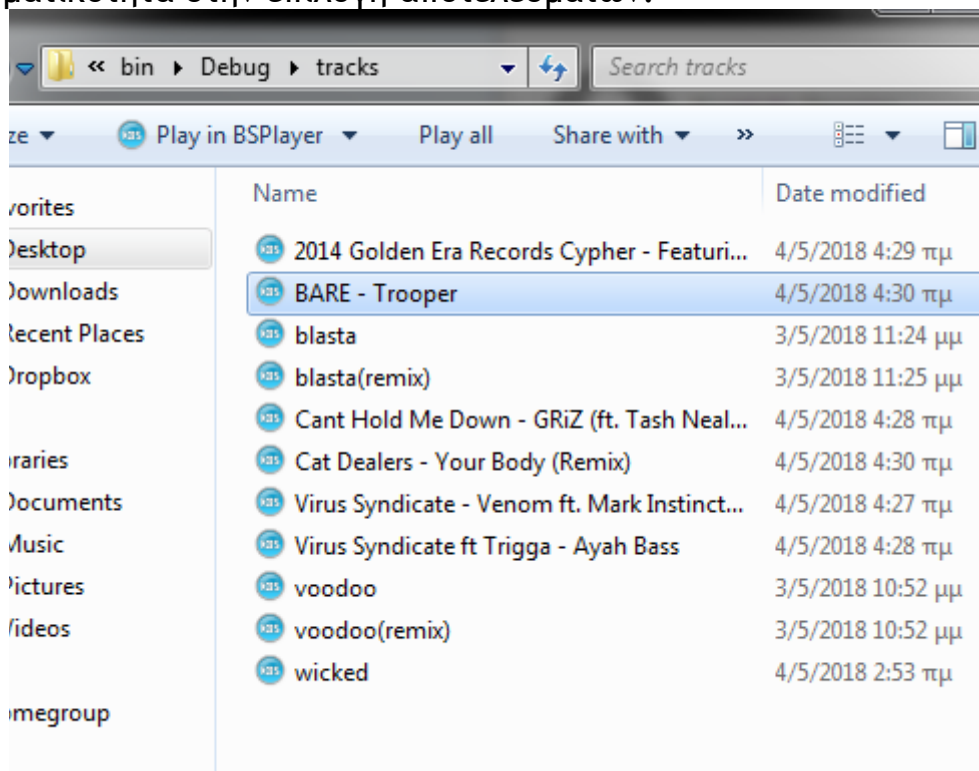 « bin Debug tracks Search tracks
Play in BSPlayer Play all Share with »
Name Date modified
2014 Golden Era Records Cypher - Featuri... 4/5/2018 4:29 πμ
Desktop BARE - Trooper 4/5/2018 4:30 πμ
Downloads blasta 3/5/2018 11:24 μμ
Recent Places blasta(remix) 3/5/2018 11:25 μμ
Dropbox Cant Hold Me Down - GRiZ (ft. Tash Neal... 4/5/2018 4:28 πμ
Cat Dealers - Your Body (Remix) 4/5/2018 4:30 πμ
Documents Virus Syndicate - Venom ft. Mark Instinct... 4/5/2018 4:27 πμ
Music Virus Syndicate ft Trigga - Ayah Bass 4/5/2018 4:28 πμ
Pictures voodoo 3/5/2018 10:52 μμ
Videos voodoo(remix) 3/5/2018 10:52 μμ
wicked 4/5/2018 2:53 πμ